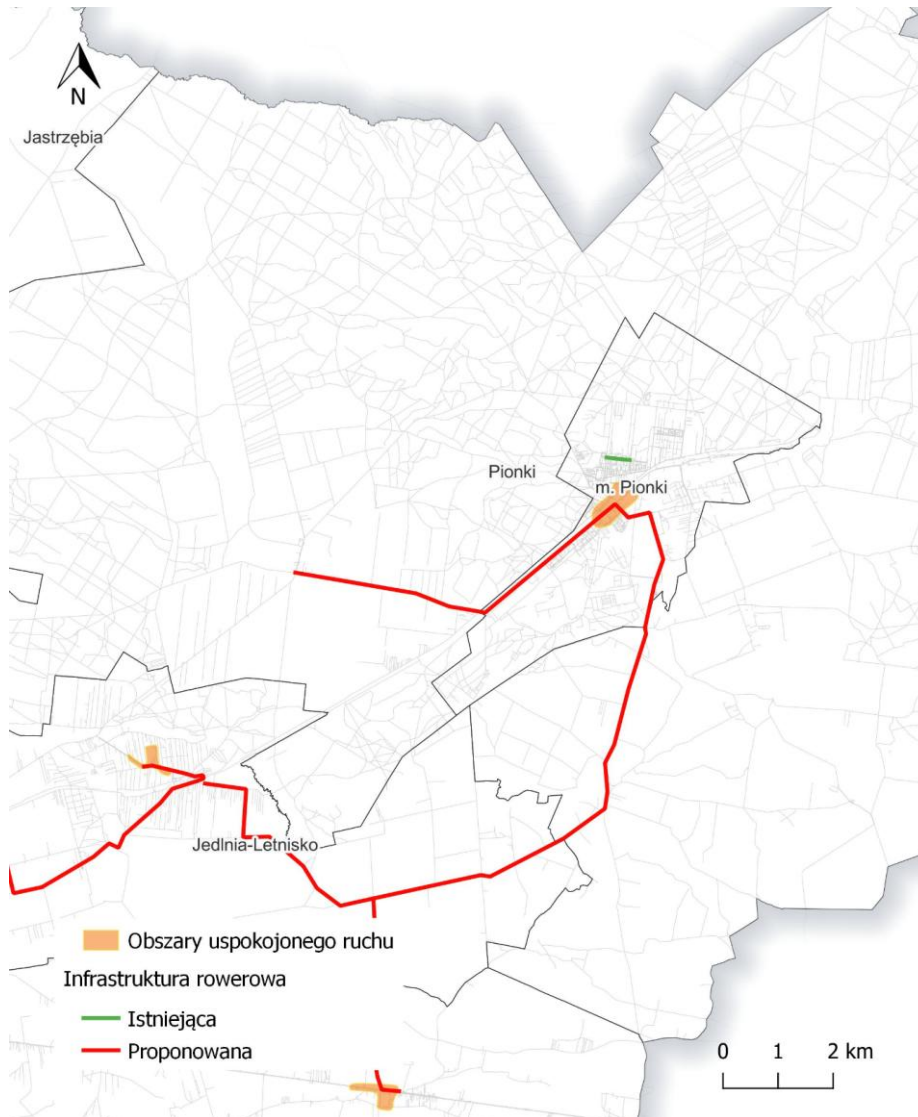 N
Jastrzębia
Pionki
m. Pionki
Jedlnia-Letnisko
Obszary uspokojonego ruchu
Infrastruktura rowerowa
Istniejąca
Proponowana
0 1 2 km